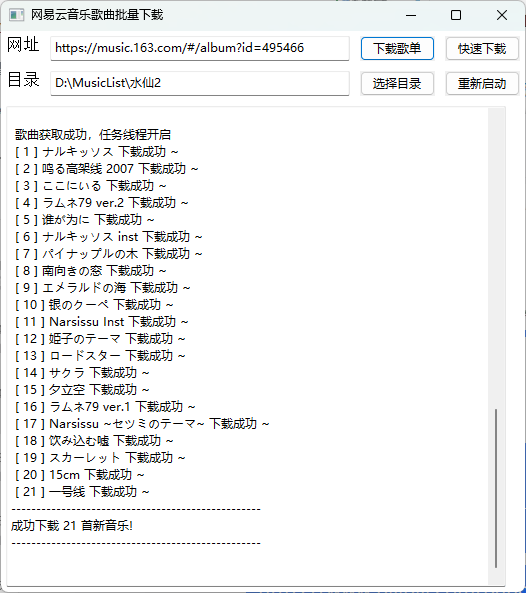 网易云音乐歌曲批量下载
网址 https://music.163.com/#/album?id=495466 下载歌单 快速下载
目录 D:\MusicList\水仙2 选择目录 重新启动
歌曲获取成功，任务线程开启
[ 1 ] ナルキッソス 下载成功 ~
[ 2 ] 鸣る高架线 2007 下载成功 ~
[ 3 ] ここにいる 下载成功 ~
[ 4 ] ラムネ79 ver.2 下载成功 ~
[ 5 ] 谁が为に 下载成功 ~
[ 6 ] ナルキッソス inst 下载成功 ~
[ 7 ] パイナップルの木 下载成功 ~
[ 8 ] 南向きの窓 下载成功 ~
[ 9 ] エメラルドの海 下载成功 ~
[ 10 ] 银のクーペ 下载成功 ~
[ 11 ] Narsissu Inst 下载成功 ~
[ 12 ] 姫子のテーマ 下载成功 ~
[ 13 ] ロードスター 下载成功 ~
[ 14 ] サクラ 下载成功 ~
[ 15 ] 夕立空 下载成功 ~
[ 16 ] ラムネ79 ver.1 下载成功 ~
[ 17 ] Narsissu ~セツミのテーマ~ 下载成功 ~
[ 18 ] 饮み込む嘘 下载成功 ~
[ 19 ] スカーレット 下载成功 ~
[ 20 ] 15cm 下载成功 ~
[ 21 ] 一号线 下载成功 ~
--------------------------------------------------
成功下载 21 首新音乐!
--------------------------------------------------